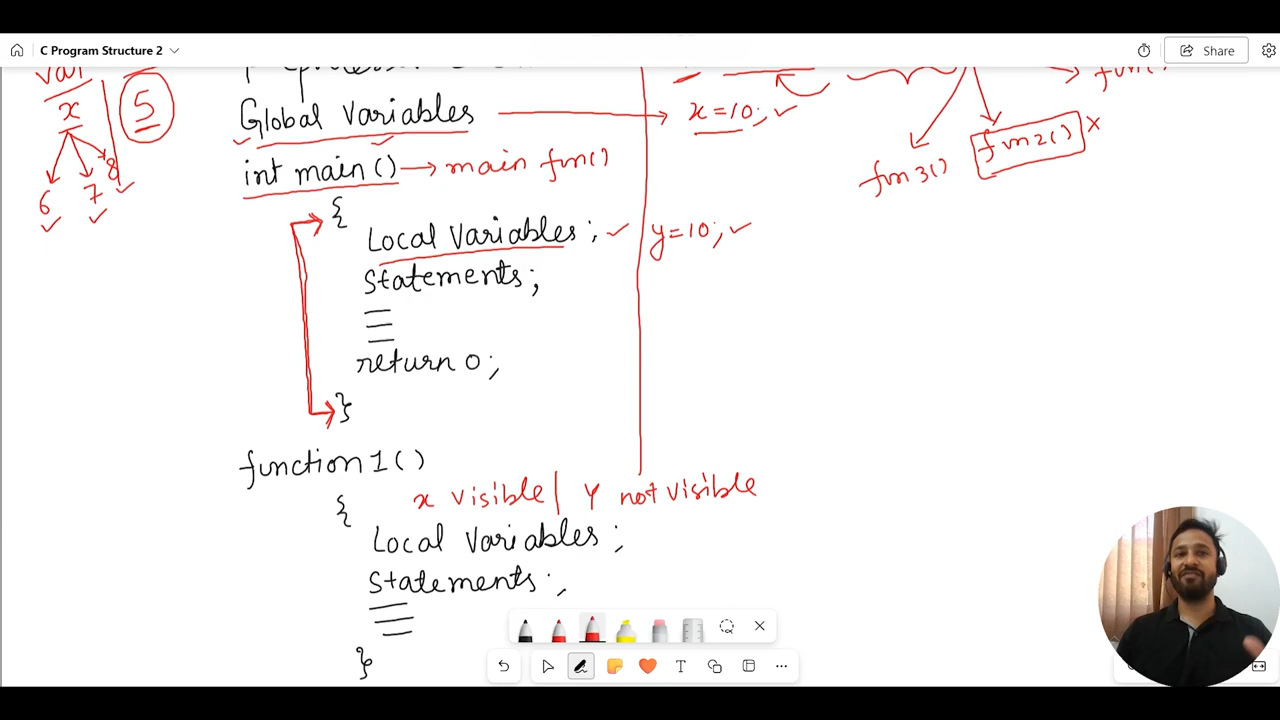 C Program Structure 2
Share
var
x
5
6 7 8
Global Variables
x=10;
int main() → main fun()
fun3()
fun2() x
{
Local Variables;
y=10;
Statements;
return 0;
}
function1()
{
x visible | y not visible
Local Variables;
Statements;
}
T